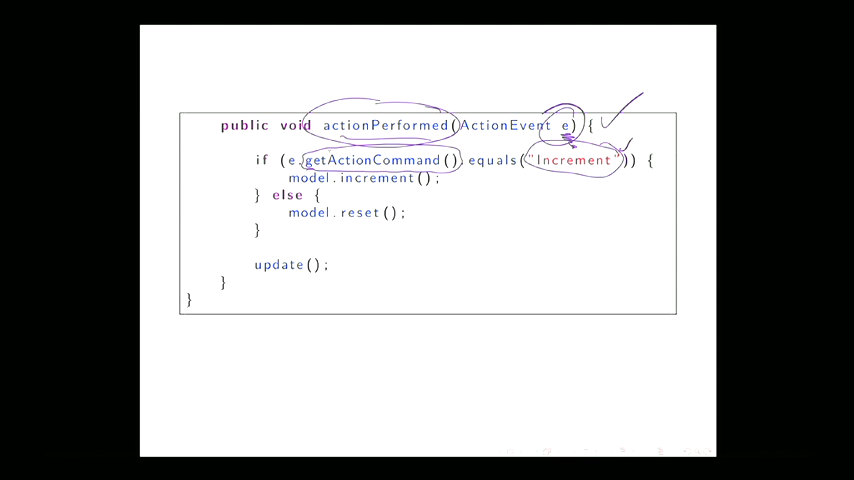 public void actionPerformed(ActionEvent e) {
if (e.getActionCommand().equals("Increment")) {
model.increment();
} else {
model.reset();
}
update();
}
}